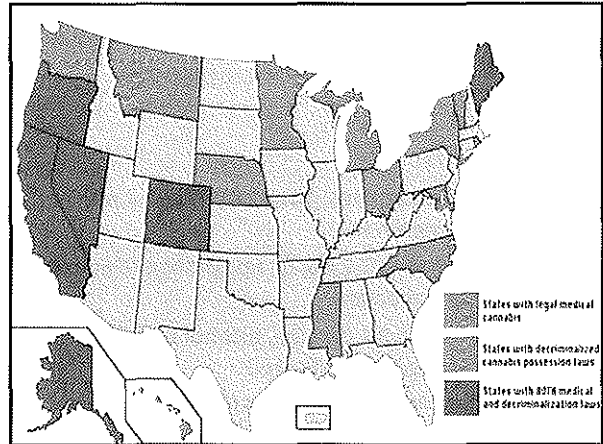 States with legal medical
cannabis
States with decriminalized
cannabis possession laws
States with BOTH medical
and decriminalization laws